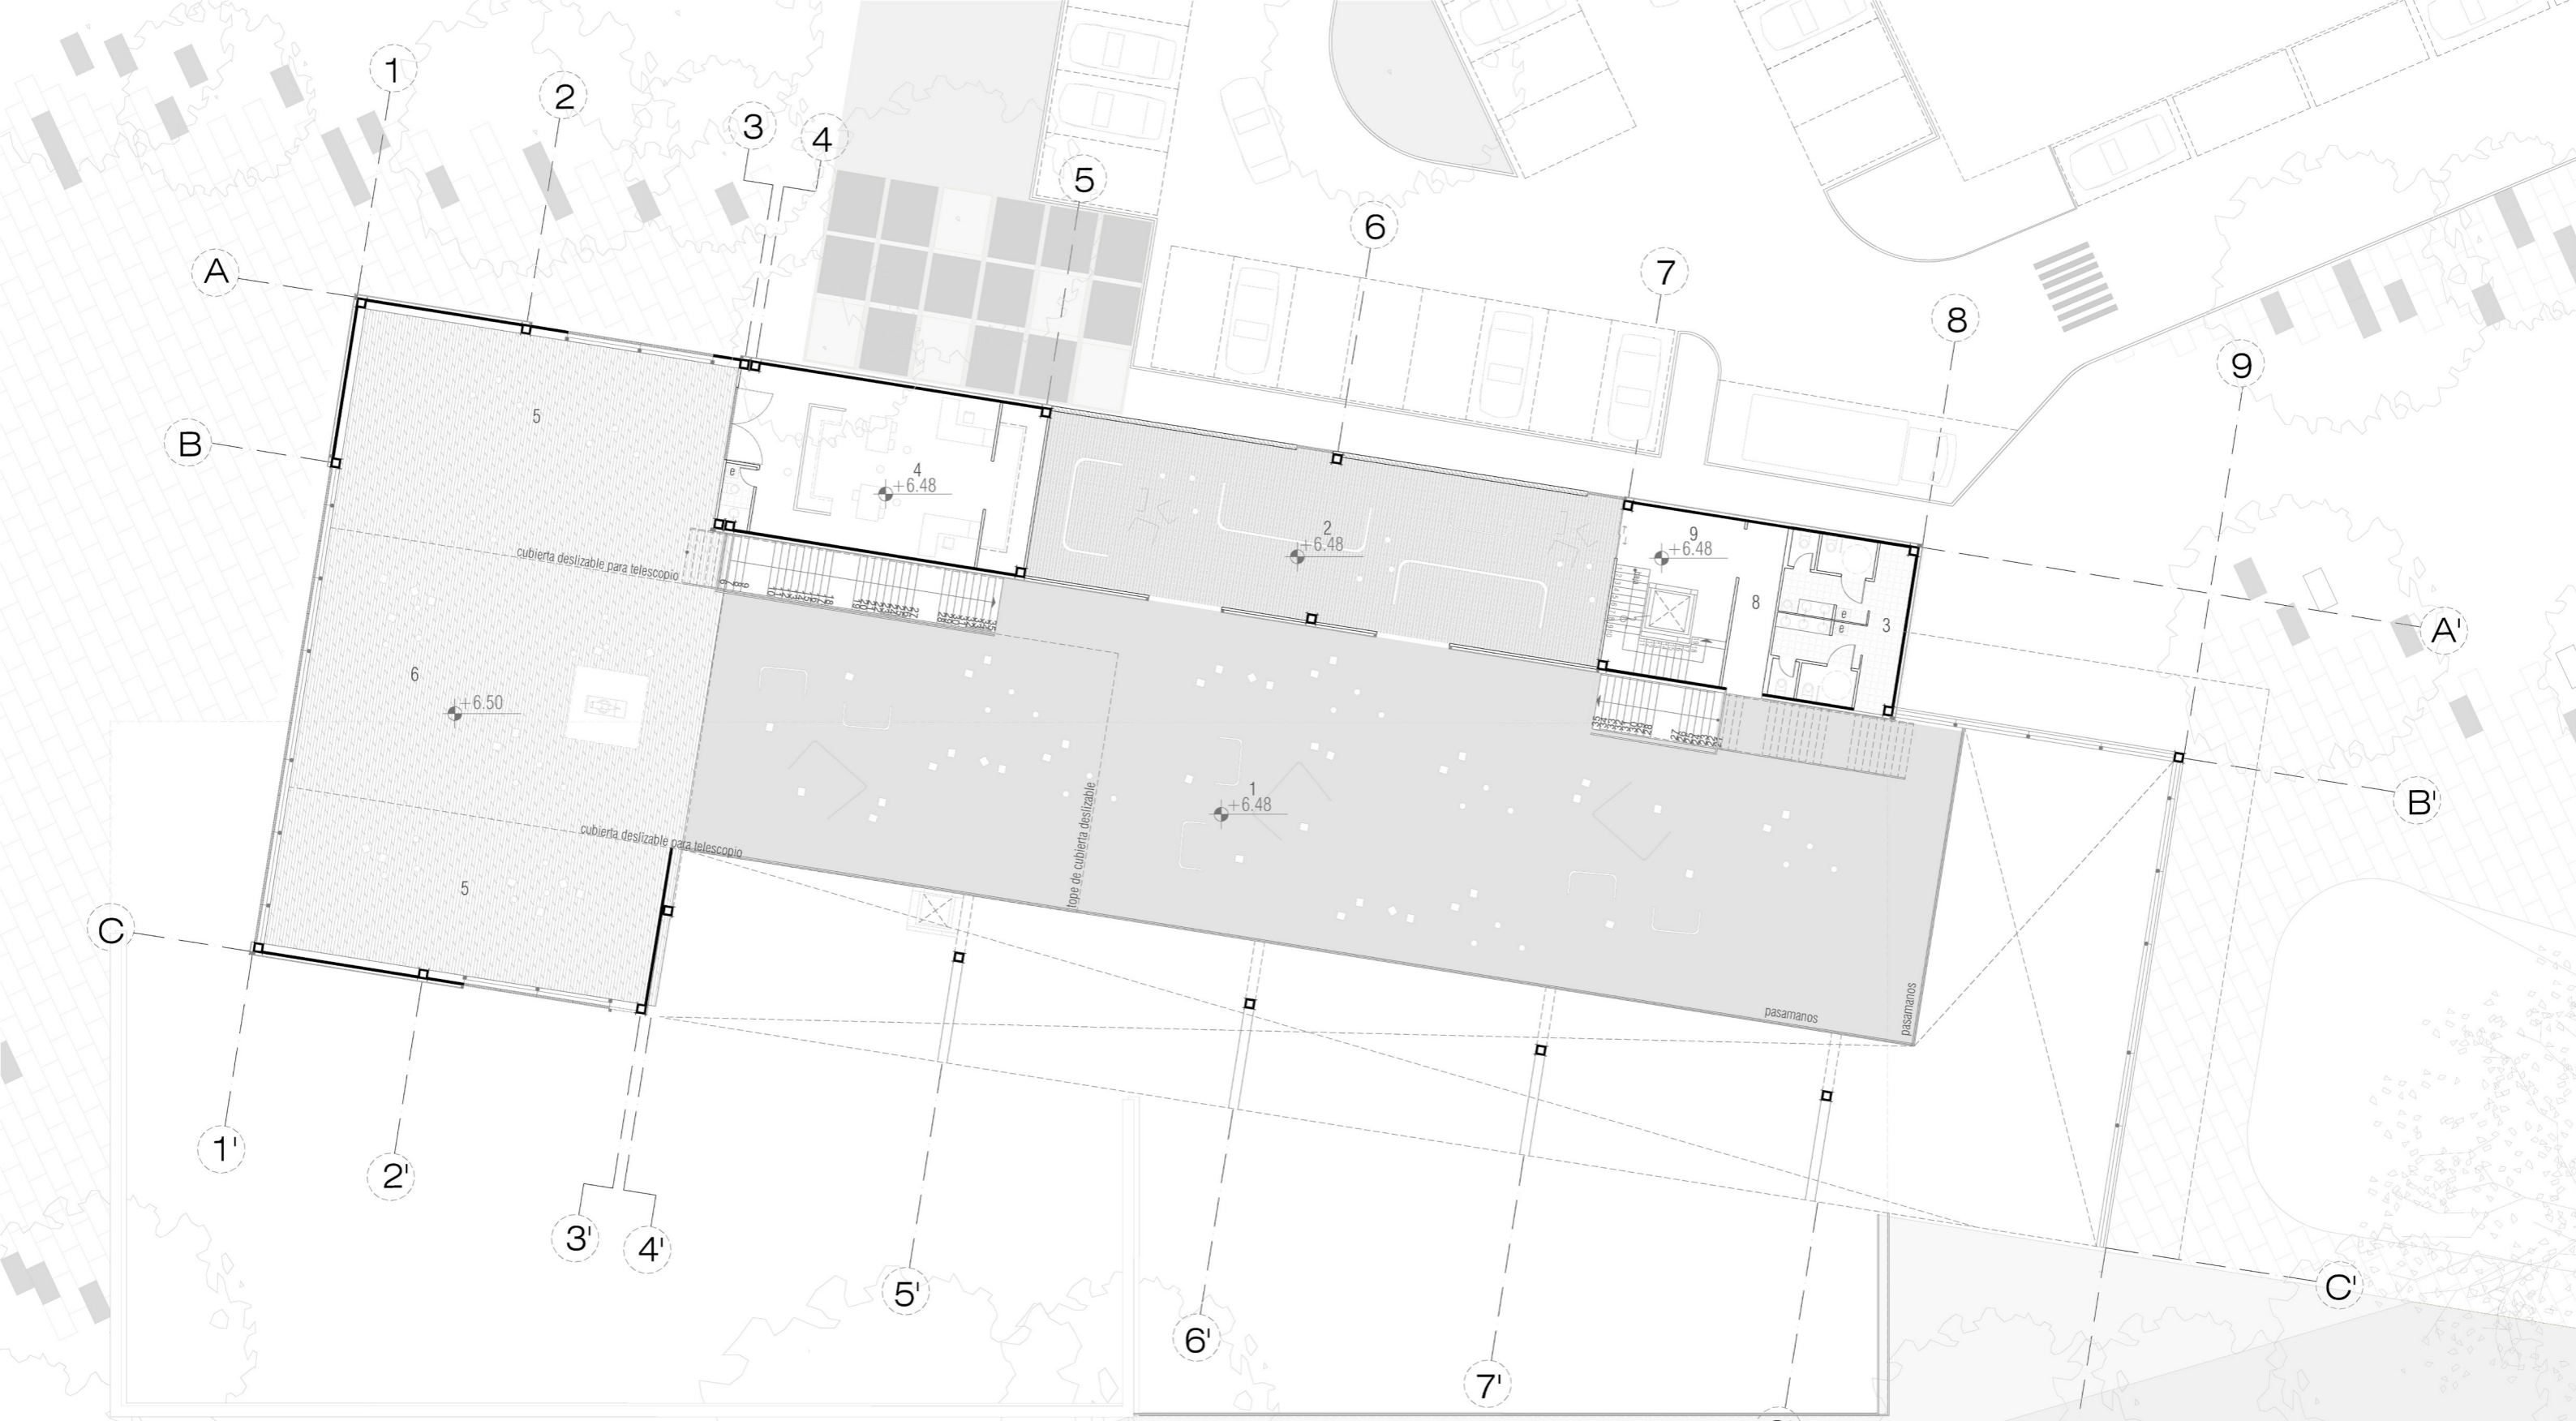 1
2
3
4
5
6
7
8
9
A
B
C
5
e
4
+6.48
2
+6.48
9
+6.48
8
e
e
3
cubierta deslizable para telescopio
6
+6.50
A'
B'
tope de cubierta deslizable
1
+6.48
cubierta deslizable para telescopio
5
pasamanos
pasamanos
C'
1'
2'
3'
4'
5'
6'
7'